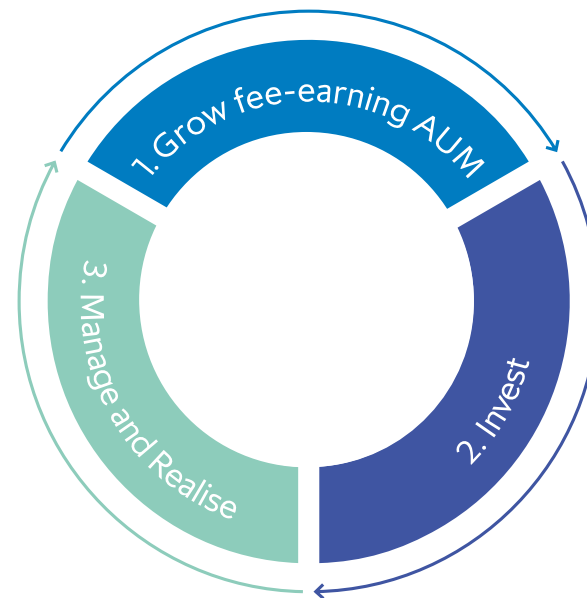 1. Grow fee-earning AUM
2. Invest
3. Manage and Realise